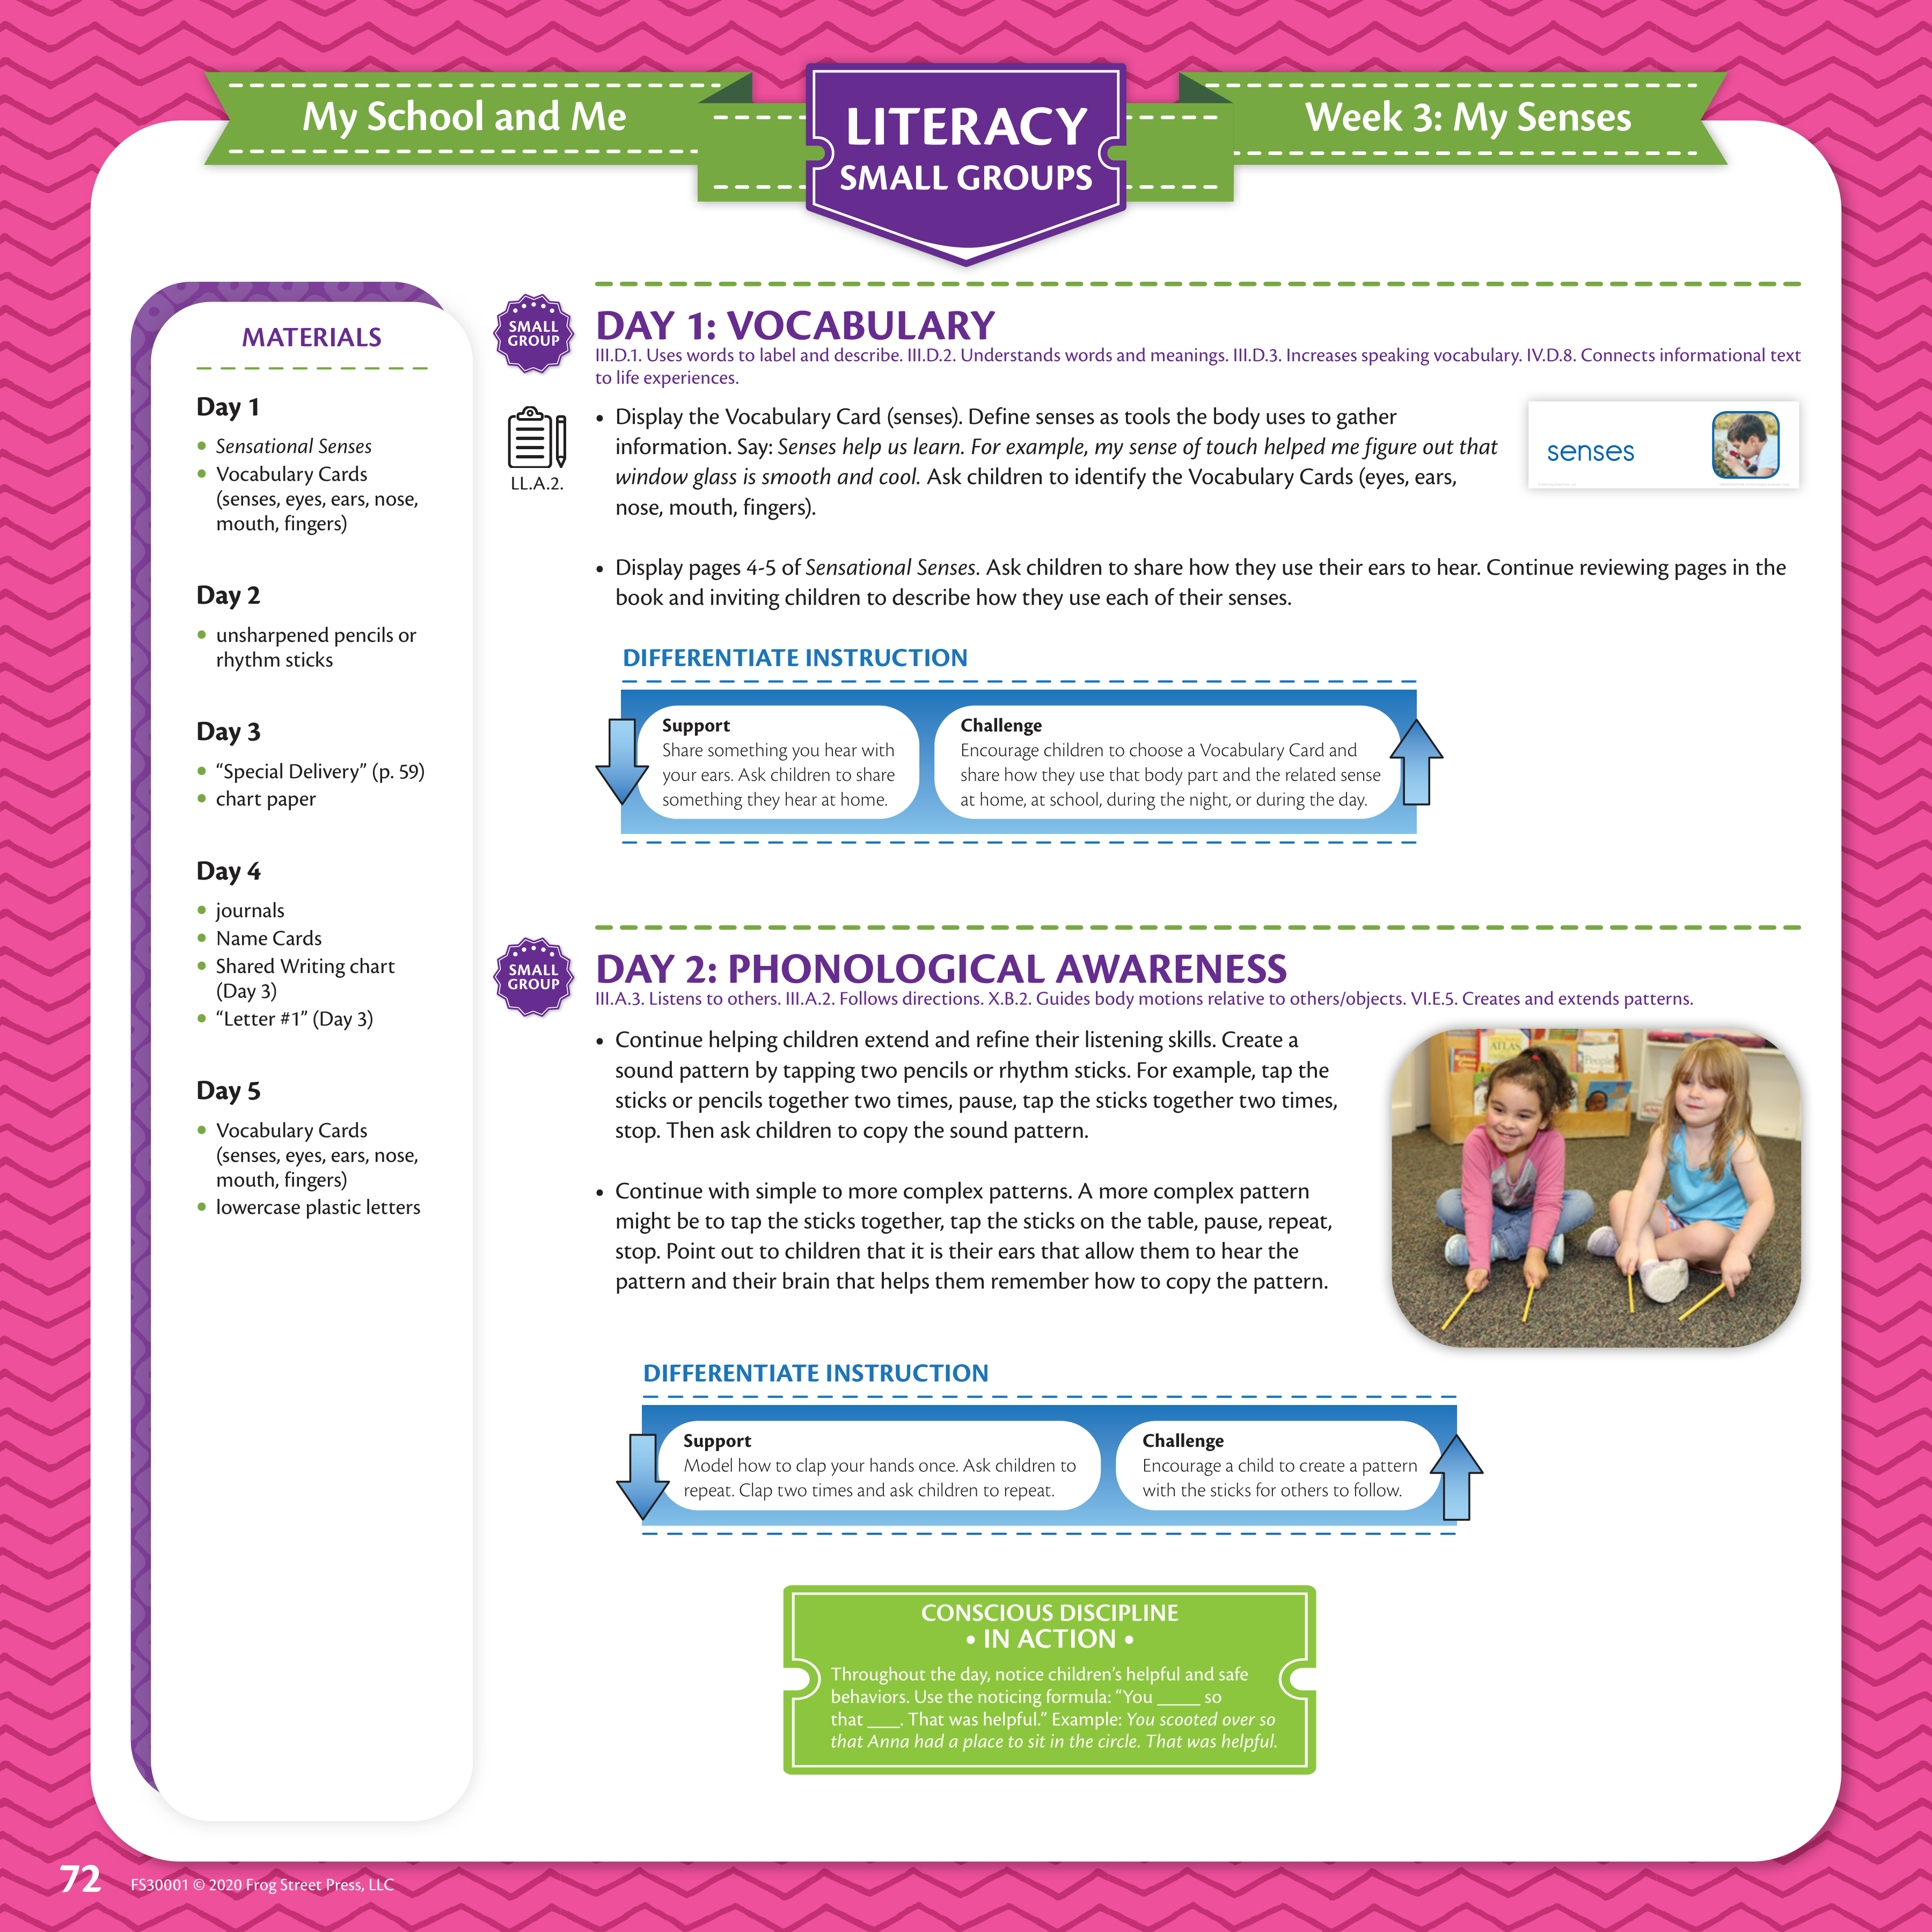 My School and Me
LITERACY
SMALL GROUPS
Week 3: My Senses
MATERIALS
Day 1
• Sensational Senses
• Vocabulary Cards
(senses, eyes, ears, nose,
mouth, fingers)
Day 2
• unsharpened pencils or
rhythm sticks
Day 3
• “Special Delivery” (p. 59)
• chart paper
Day 4
• journals
• Name Cards
• Shared Writing chart
(Day 3)
• “Letter #1” (Day 3)
Day 5
• Vocabulary Cards
(senses, eyes, ears, nose,
mouth, fingers)
• lowercase plastic letters
SMALL
GROUP
DAY 1: VOCABULARY
III.D.1. Uses words to label and describe. III.D.2. Understands words and meanings. III.D.3. Increases speaking vocabulary. IV.D.8. Connects informational text
to life experiences.
LL.A.2.
• Display the Vocabulary Card (senses). Define senses as tools the body uses to gather
information. Say: Senses help us learn. For example, my sense of touch helped me figure out that
window glass is smooth and cool. Ask children to identify the Vocabulary Cards (eyes, ears,
nose, mouth, fingers).
senses
• Display pages 4-5 of Sensational Senses. Ask children to share how they use their ears to hear. Continue reviewing pages in the
book and inviting children to describe how they use each of their senses.
DIFFERENTIATE INSTRUCTION
Support
Share something you hear with
your ears. Ask children to share
something they hear at home.
Challenge
Encourage children to choose a Vocabulary Card and
share how they use that body part and the related sense
at home, at school, during the night, or during the day.
SMALL
GROUP
DAY 2: PHONOLOGICAL AWARENESS
III.A.3. Listens to others. III.A.2. Follows directions. X.B.2. Guides body motions relative to others/objects. VI.E.5. Creates and extends patterns.
• Continue helping children extend and refine their listening skills. Create a
sound pattern by tapping two pencils or rhythm sticks. For example, tap the
sticks or pencils together two times, pause, tap the sticks together two times,
stop. Then ask children to copy the sound pattern.
• Continue with simple to more complex patterns. A more complex pattern
might be to tap the sticks together, tap the sticks on the table, pause, repeat,
stop. Point out to children that it is their ears that allow them to hear the
pattern and their brain that helps them remember how to copy the pattern.
ATLAS
People
DIFFERENTIATE INSTRUCTION
Support
Model how to clap your hands once. Ask children to
repeat. Clap two times and ask children to repeat.
Challenge
Encourage a child to create a pattern
with the sticks for others to follow.
CONSCIOUS DISCIPLINE
• IN ACTION •
Throughout the day, notice children’s helpful and safe
behaviors. Use the noticing formula: “You _____ so
that ____. That was helpful.” Example: You scooted over so
that Anna had a place to sit in the circle. That was helpful.
72
FS30001 © 2020 Frog Street Press, LLC